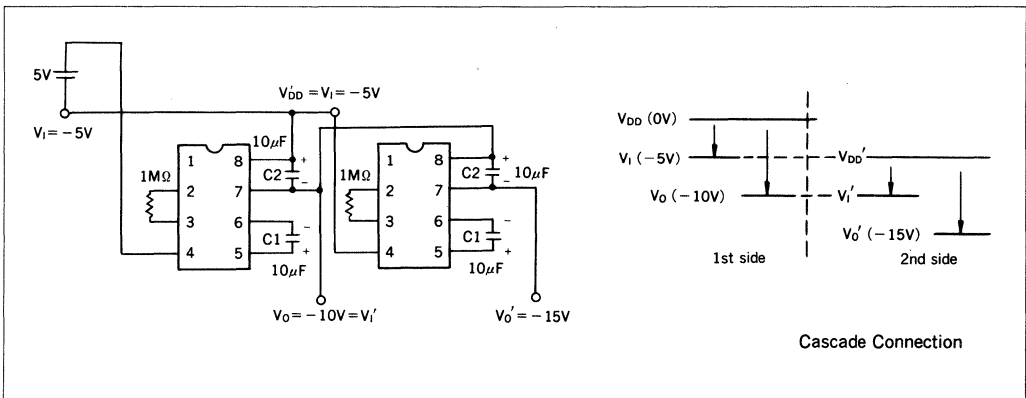 5V
V'DD=VI=−5V
VI=−5V
10μF
+
−
1MΩ
1
2
3
4
8
7
6
5
C2
C1
−
+
10μF
1MΩ
1
2
3
4
8
7
6
5
+
C2
−
10μF
−
C1
+
10μF
VO=−10V=VI'
VO'=−15V
VDD (0V)
VI (−5V)
VDD'
VO (−10V)
VI'
VO' (−15V)
1st side
2nd side
Cascade Connection